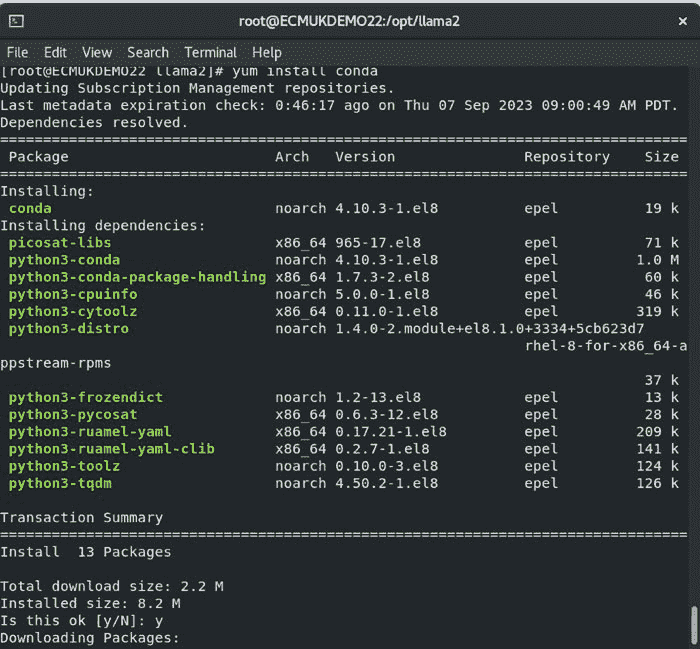 root@ECMUKDEMO22:/opt/llama2
File Edit View Search Terminal Help
[root@ECMUKDEMO22 llama2]# yum install conda
Updating Subscription Management repositories.
Last metadata expiration check: 0:46:17 ago on Thu 07 Sep 2023 09:00:49 AM PDT.
Dependencies resolved.
================================================================================
Package Arch Version Repository Size
================================================================================
Installing:
conda noarch 4.10.3-1.el8 epel 19 k
Installing dependencies:
picosat-libs x86_64 965-17.el8 epel 71 k
python3-conda noarch 4.10.3-1.el8 epel 1.0 M
python3-conda-package-handling x86_64 1.7.3-2.el8 epel 60 k
python3-cpuinfo noarch 5.0.0-1.el8 epel 46 k
python3-cytoolz x86_64 0.11.0-1.el8 epel 319 k
python3-distro noarch 1.4.0-2.module+el8.1.0+3334+5cb623d7
rhel-8-for-x86_64-a
ppstream-rpms
37 k
python3-frozendict noarch 1.2-13.el8 epel 13 k
python3-pycosat x86_64 0.6.3-12.el8 epel 28 k
python3-ruamel-yaml x86_64 0.17.21-1.el8 epel 209 k
python3-ruamel-yaml-clib x86_64 0.2.7-1.el8 epel 141 k
python3-toolz noarch 0.10.0-3.el8 epel 124 k
python3-tqdm noarch 4.50.2-1.el8 epel 126 k
Transaction Summary
================================================================================
Install 13 Packages
Total download size: 2.2 M
Installed size: 8.2 M
Is this ok [y/N]: y
Downloading Packages: